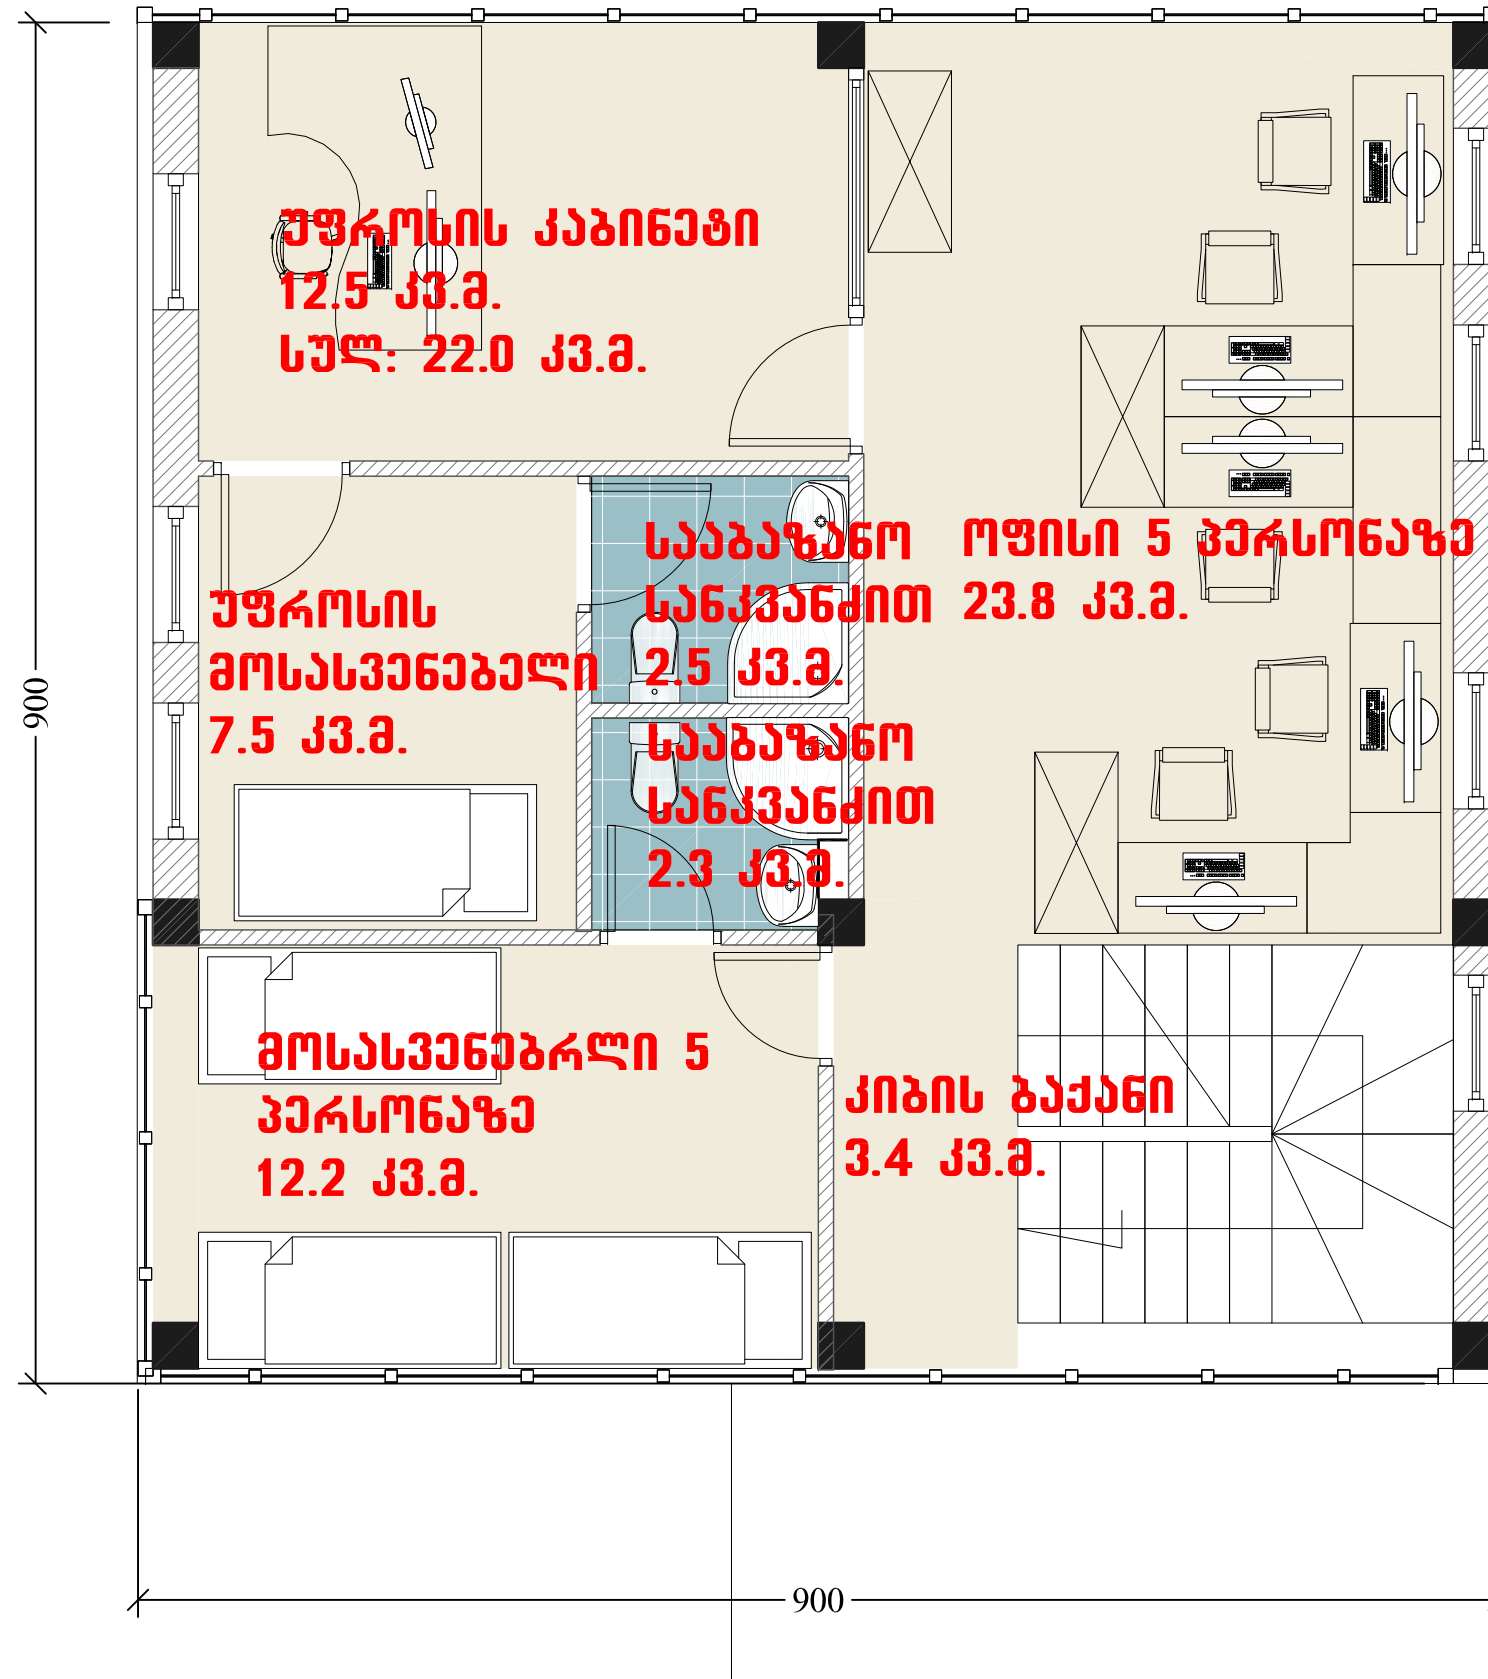 უფროსის კაბინეტი
12.5 კვ.მ.
სულ: 22.0 კვ.მ.
სააბაზანო
სანკვანძით
2.5 კვ.მ.
ოფისი 5 პერსონაზე
23.8 კვ.მ.
უფროსის
მოსასვენებელი
7.5 კვ.მ.
სააბაზანო
სანკვანძით
2.3 კვ.მ.
მოსასვენებრლი 5
პერსონაზე
12.2 კვ.მ.
კიბის ბაქანი
3.4 კვ.მ.
900
900